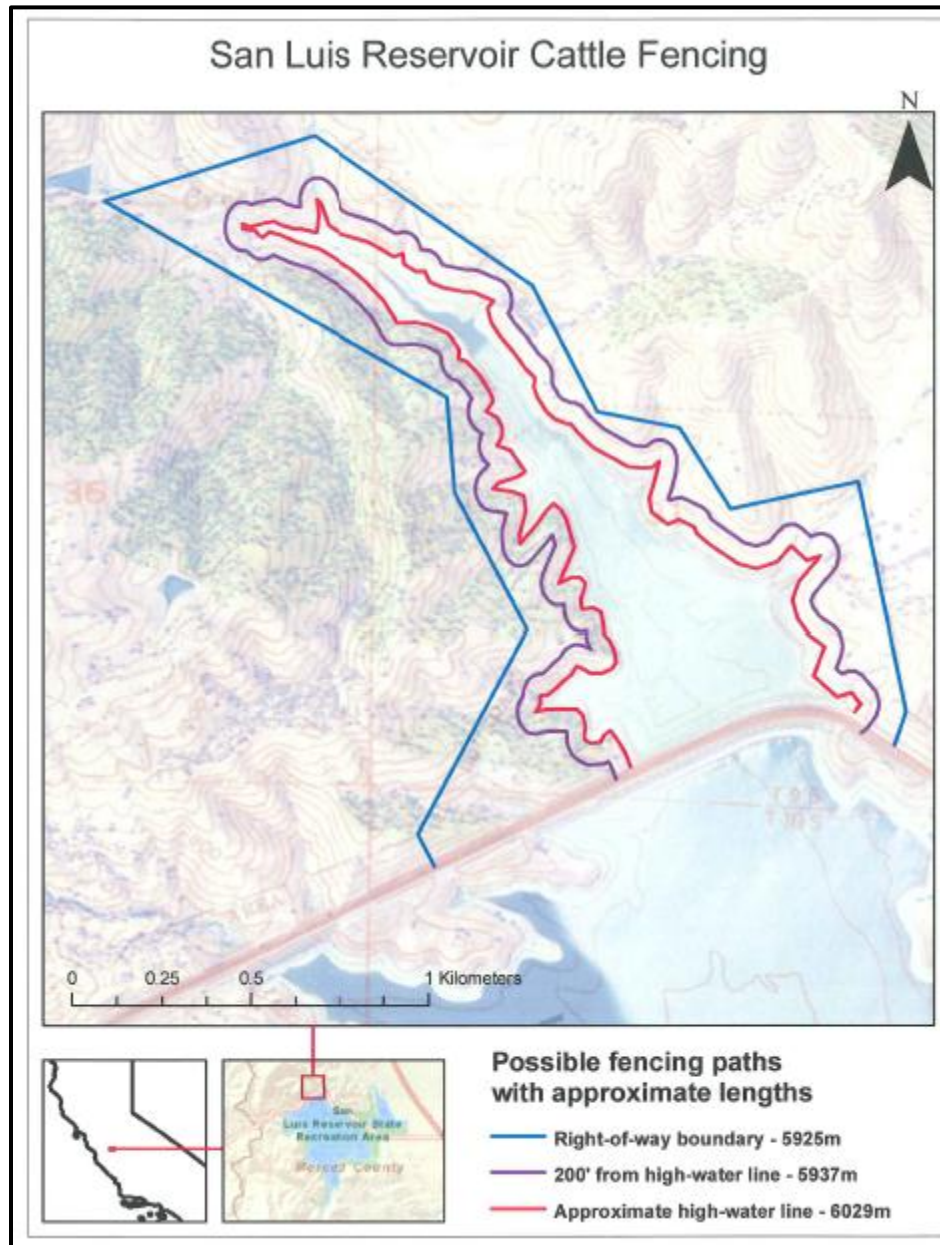 San Luis Reservoir Cattle Fencing
N
36
0 0.25 0.5 1 Kilometers
San
Luis Reservoir State
Recreation Area
Merced County
Possible fencing paths
with approximate lengths
Right-of-way boundary - 5925m
200' from high-water line - 5937m
Approximate high-water line - 6029m